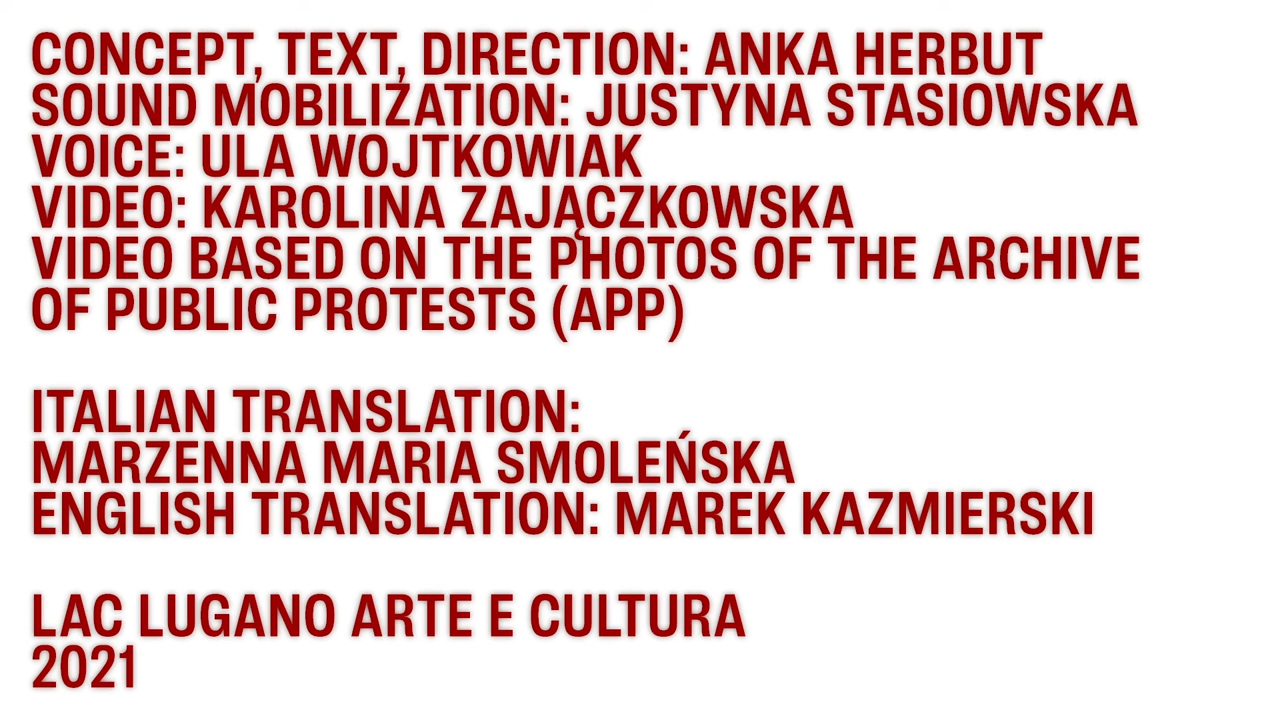 CONCEPT, TEXT, DIRECTION: ANKA HERBUT
SOUND MOBILIZATION: JUSTYNA STASIOWSKA
VOICE: ULA WOJTKOWIAK
VIDEO: KAROLINA ZAJĄCZKOWSKA
VIDEO BASED ON THE PHOTOS OF THE ARCHIVE
OF PUBLIC PROTESTS (APP)
ITALIAN TRANSLATION:
MARZENNA MARIA SMOLEŃSKA
ENGLISH TRANSLATION: MAREK KAZMIERSKI
LAC LUGANO ARTE E CULTURA
2021